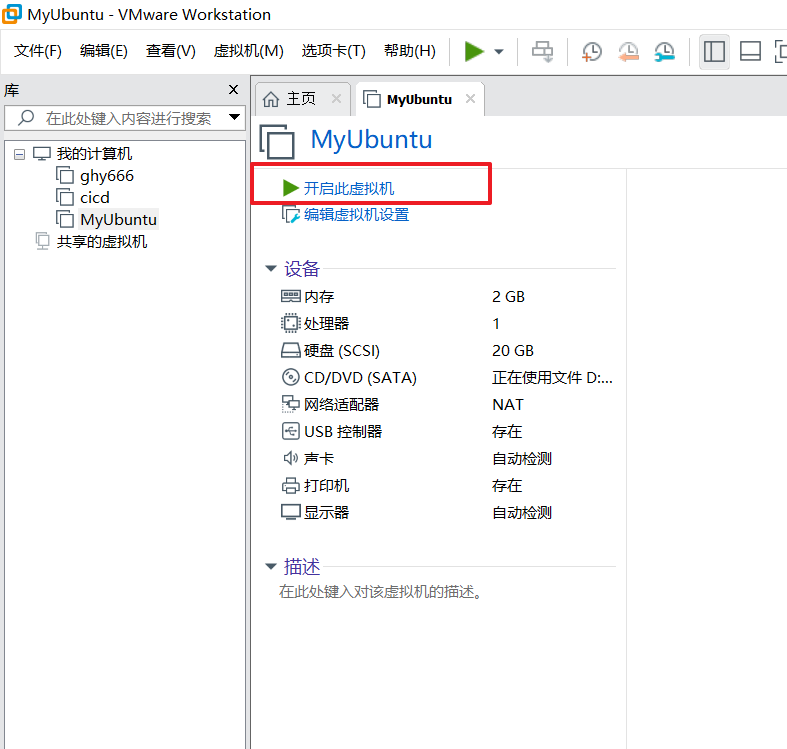 MyUbuntu - VMware Workstation
文件(F) 编辑(E) 查看(V) 虚拟机(M) 选项卡(T) 帮助(H)
库
在此处键入内容进行搜索
我的计算机
ghy666
cicd
MyUbuntu
共享的虚拟机
主页 MyUbuntu
MyUbuntu
开启此虚拟机
编辑虚拟机设置
设备
内存 2 GB
处理器 1
硬盘 (SCSI) 20 GB
CD/DVD (SATA) 正在使用文件 D:...
网络适配器 NAT
USB 控制器 存在
声卡 自动检测
打印机 存在
显示器 自动检测
描述
在此处键入对该虚拟机的描述。